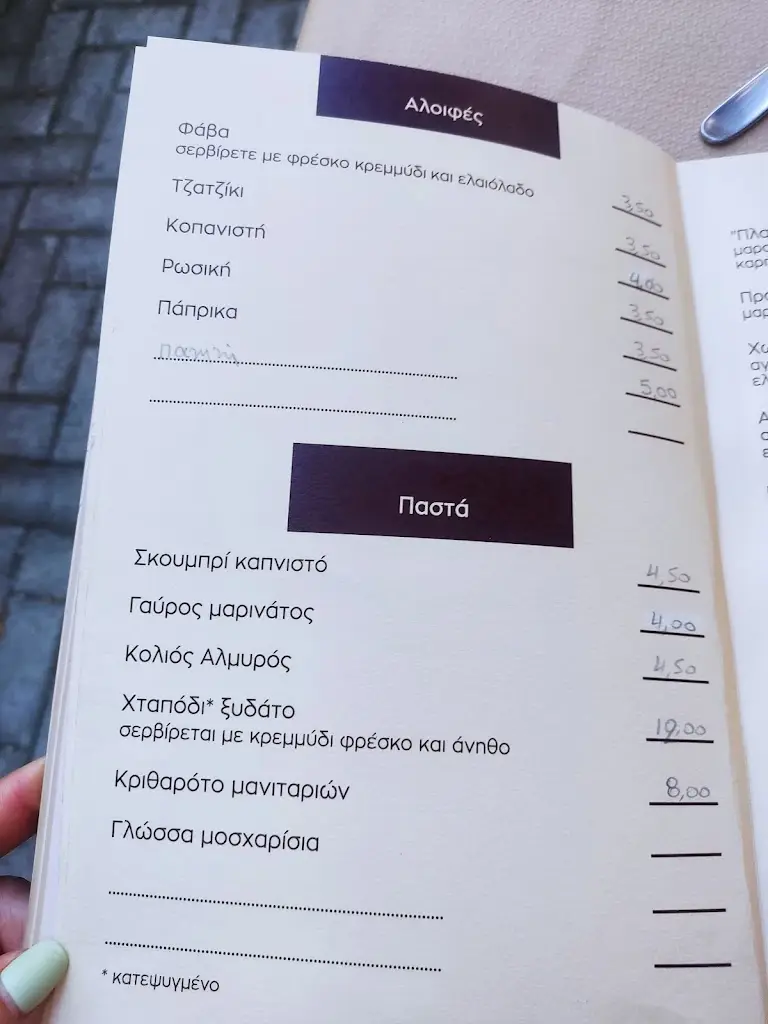 Αλοιφές
Φάβα
σερβίρετε με φρέσκο κρεμμύδι και ελαιόλαδο 3,50
Τζατζίκι 3,50
Κοπανιστή 4,00
Ρωσική 3,50
Πάπρικα 3,50
5,00
Παστά
Σκουμπρί καπνιστό 4,50
Γαύρος μαρινάτος 4,00
Κολιός Αλμυρός 4,50
Χταπόδι* ξυδάτο
σερβίρεται με κρεμμύδι φρέσκο και άνηθο
Κριθαρότο μανιταριών 8,00
Γλώσσα μοσχαρίσια
* κατεψυγμένο